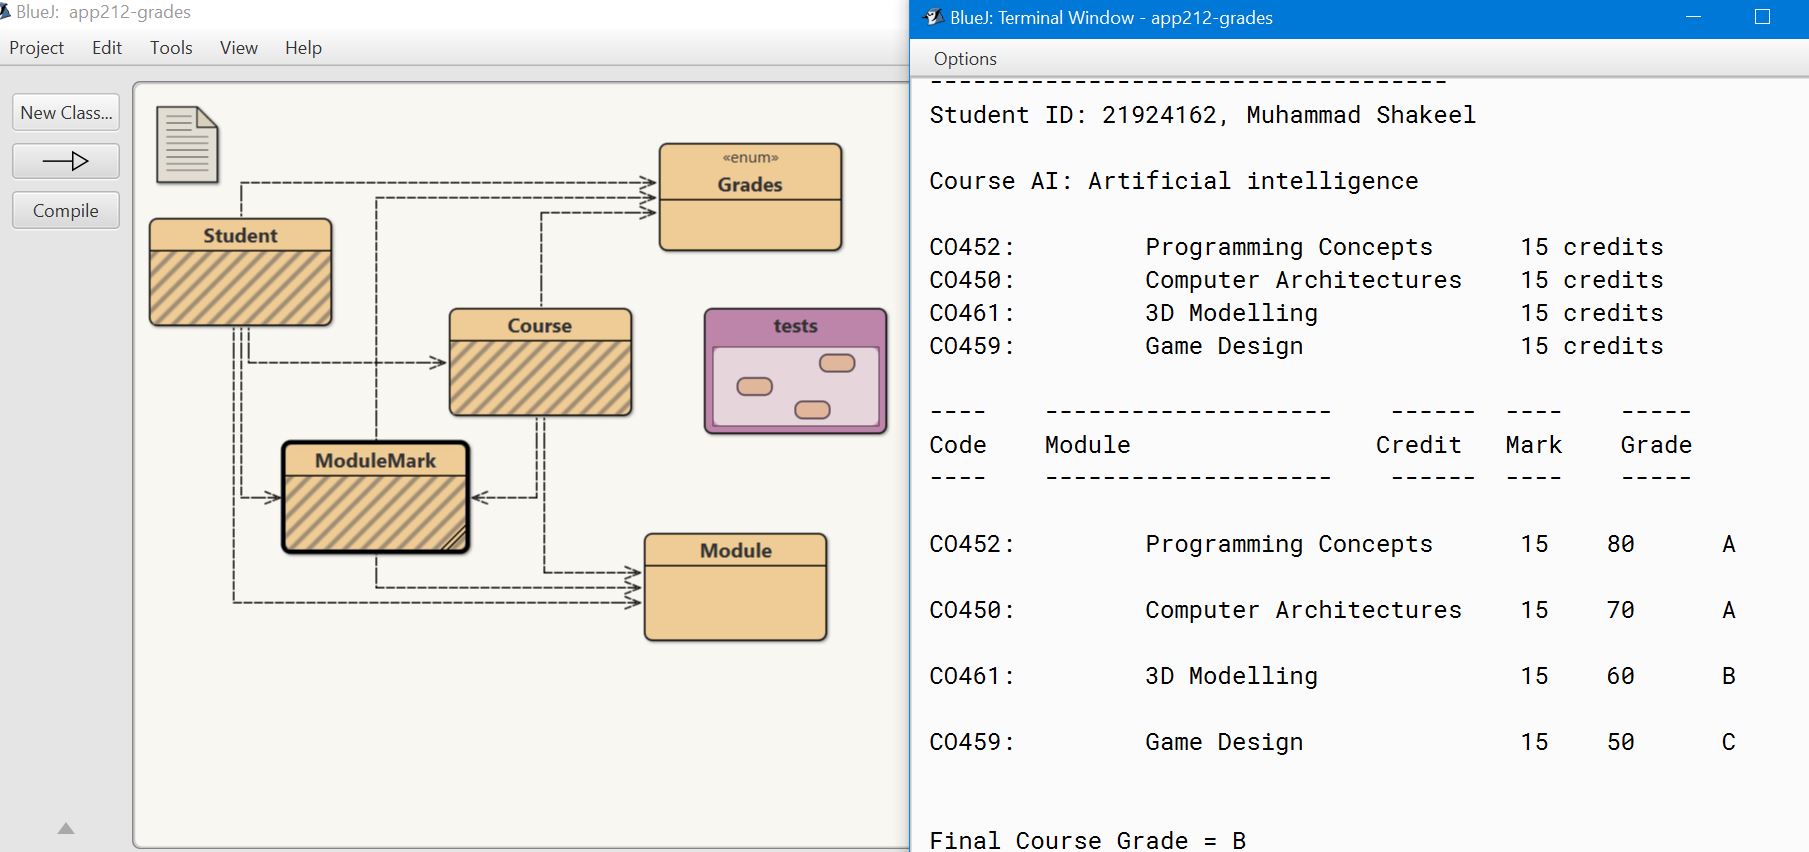 BlueJ: app212-grades
Project Edit Tools View Help
New Class...
Compile
«enum»
Grades
Student
Course
tests
ModuleMark
Module
BlueJ: Terminal Window - app212-grades
Options
------------------------------------
Student ID: 21924162, Muhammad Shakeel
Course AI: Artificial intelligence
CO452: Programming Concepts 15 credits
CO450: Computer Architectures 15 credits
CO461: 3D Modelling 15 credits
CO459: Game Design 15 credits
---- -------------------- ------ ---- -----
Code Module Credit Mark Grade
---- -------------------- ------ ---- -----
CO452: Programming Concepts 15 80 A
CO450: Computer Architectures 15 70 A
CO461: 3D Modelling 15 60 B
CO459: Game Design 15 50 C
Final Course Grade = B